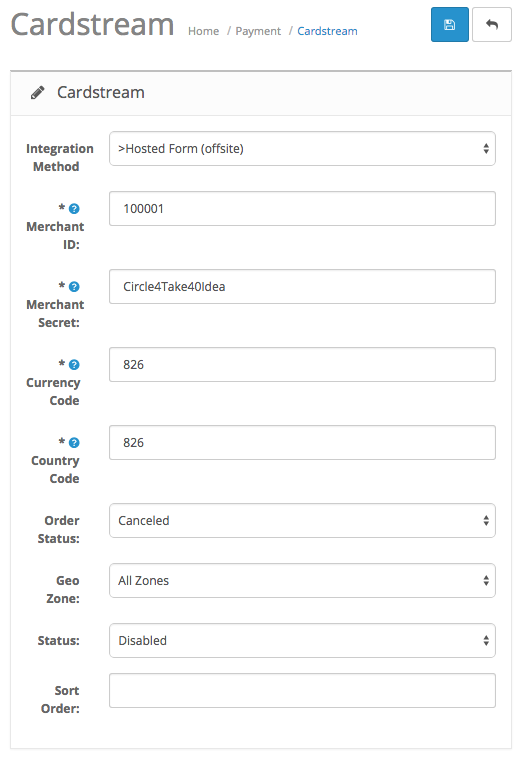 Cardstream Home / Payment / Cardstream
Cardstream
Integration >Hosted Form (offsite)
Method
* 100001
Merchant
ID:
* Circle4Take40Idea
Merchant
Secret:
* 826
Currency
Code
* 826
Country
Code
Order Canceled
Status:
Geo All Zones
Zone:
Status: Disabled
Sort
Order: